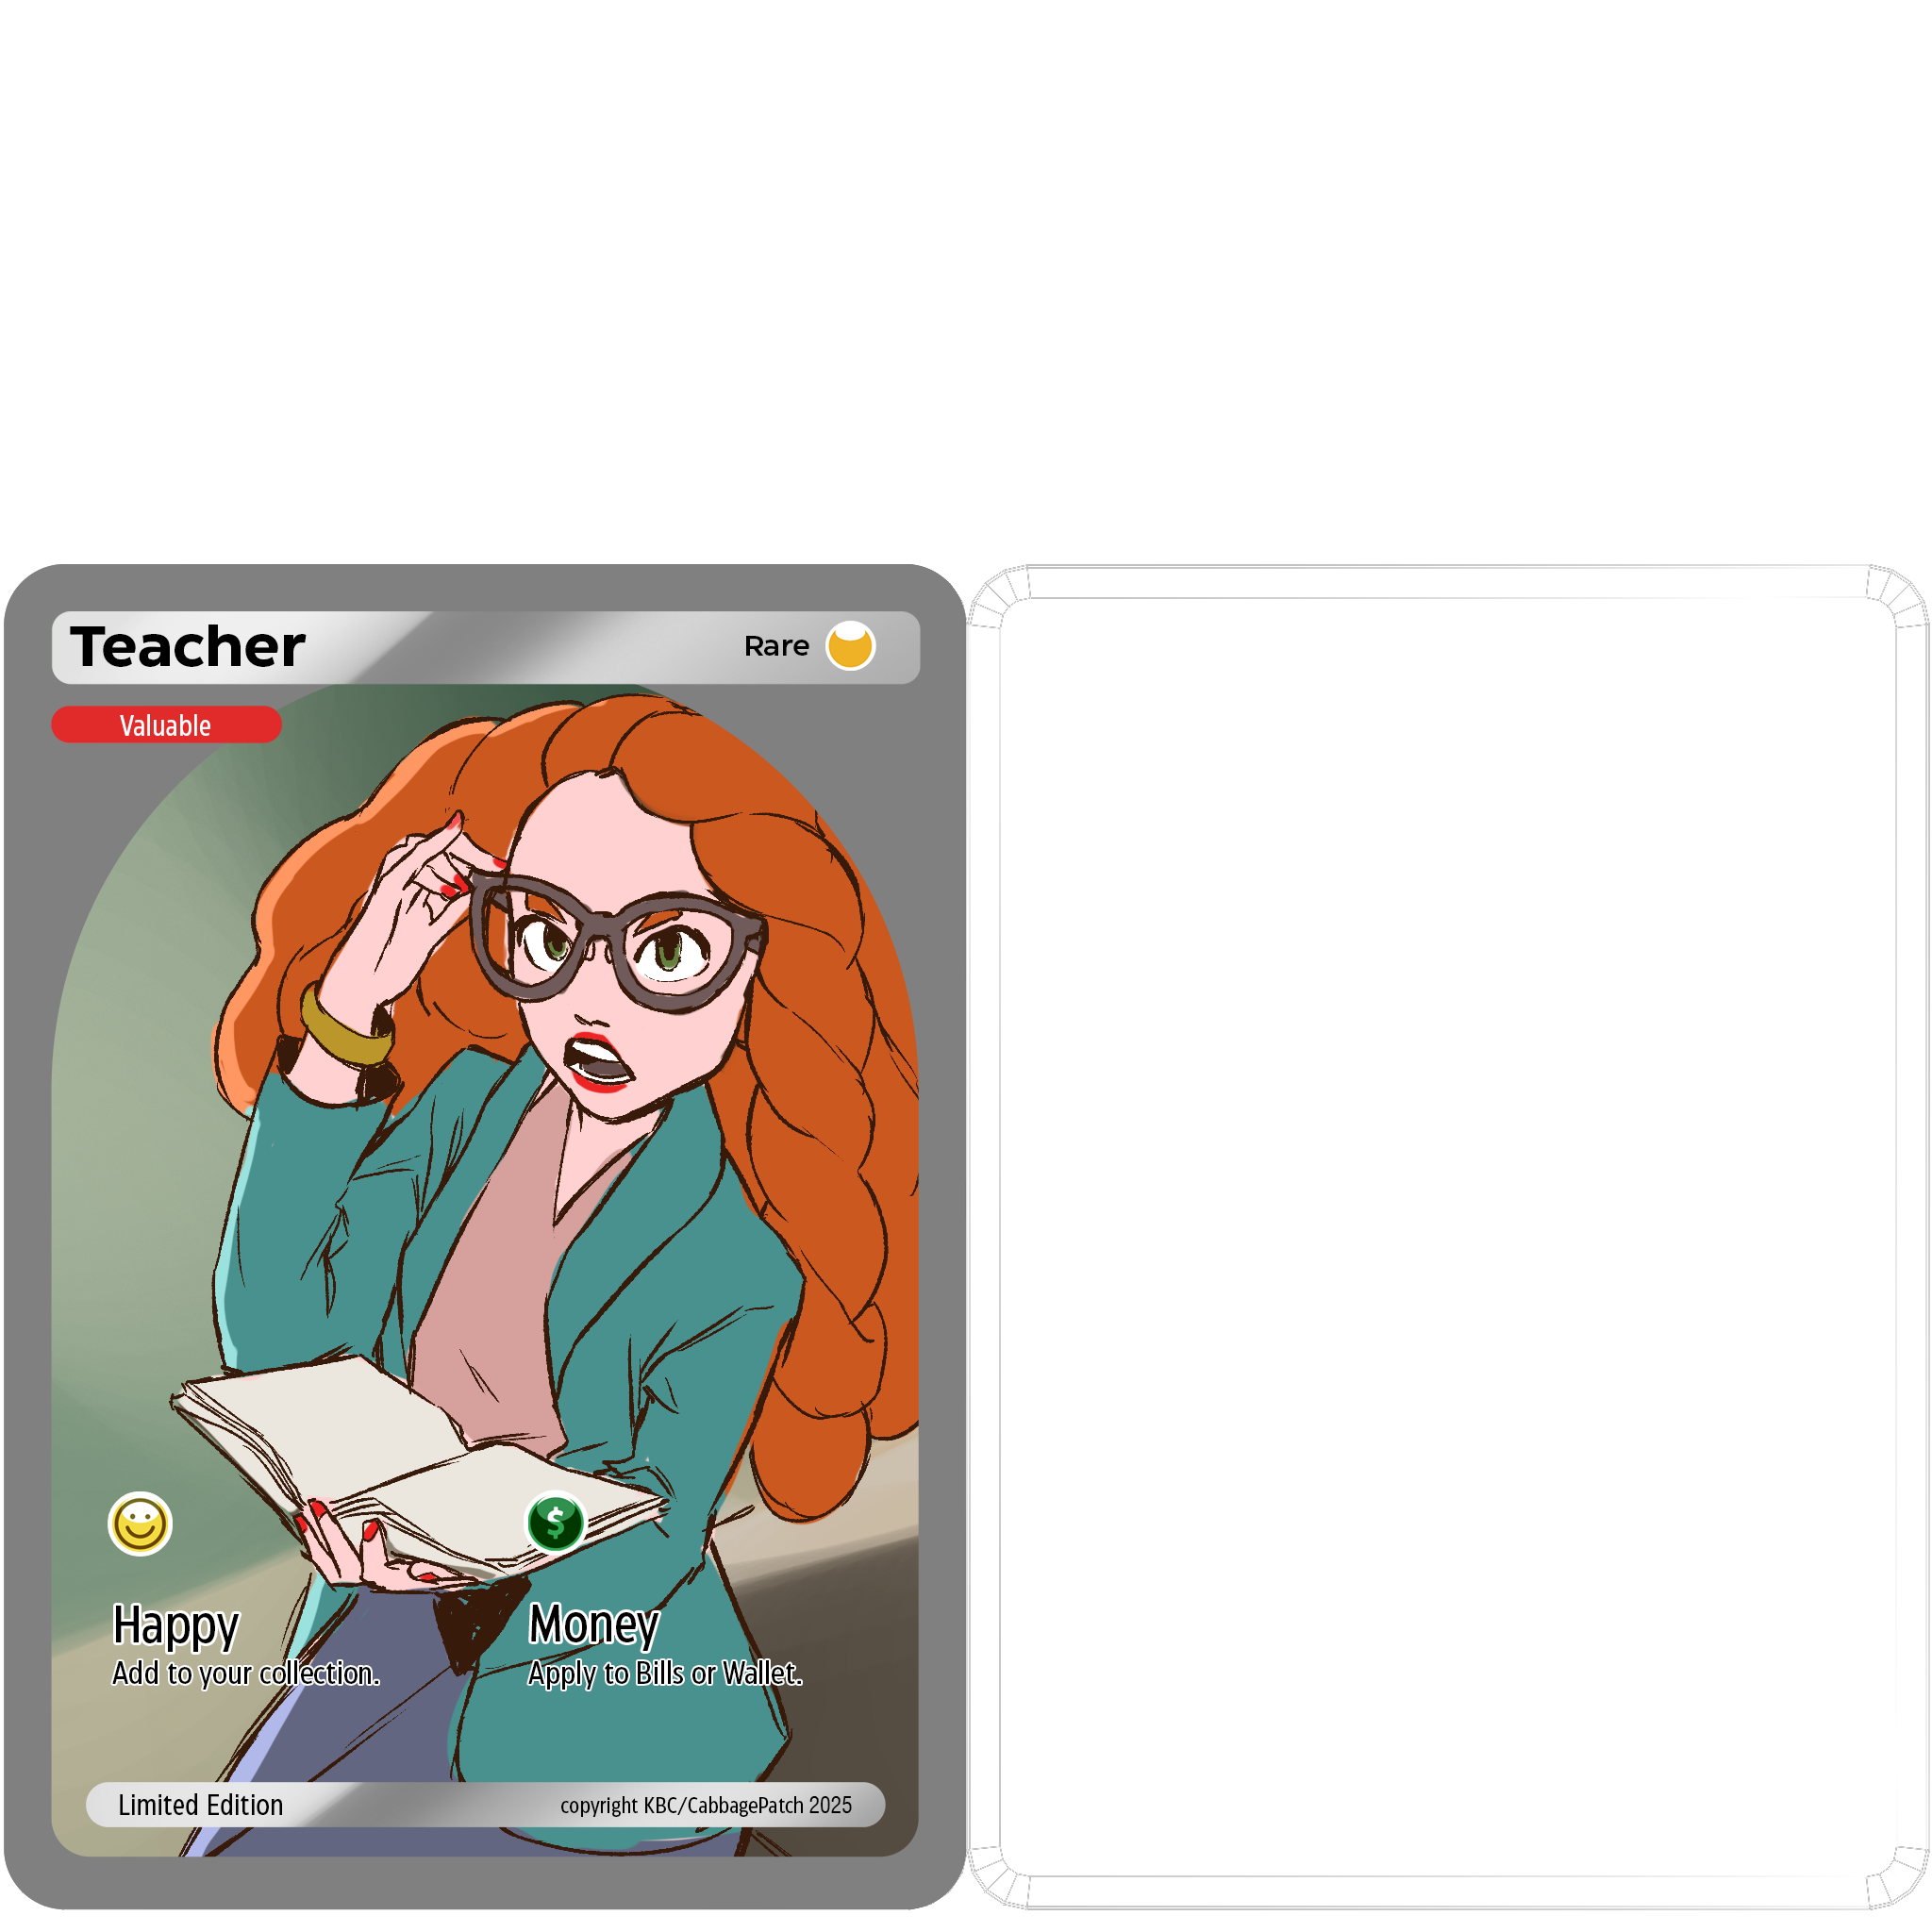 Teacher
Rare
Valuable
$
Happy
Money
Add to your collection.
Apply to Bills or Wallet.
Limited Edition
copyright KBC/CabbagePatch 2025